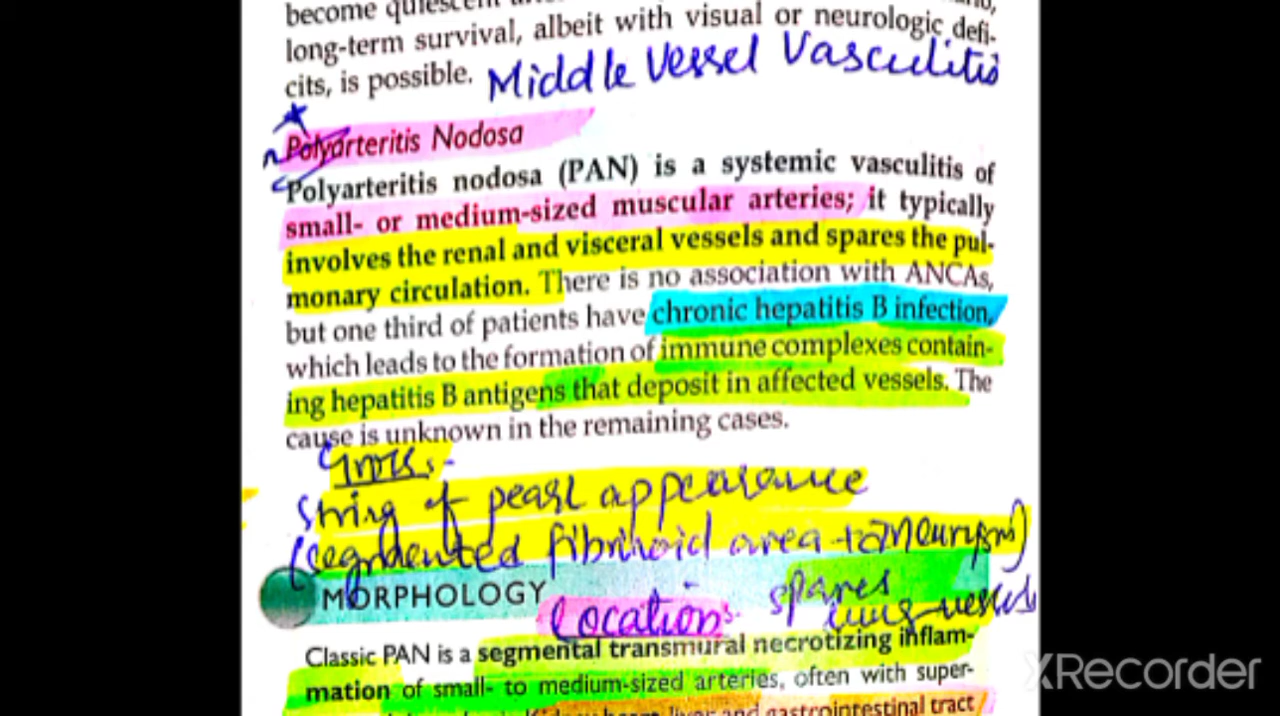 become quiescent
long-term survival, albeit with visual or neurologic defi-
cits, is possible.
Middle Vessel Vasculitis
Polyarteritis Nodosa
Polyarteritis nodosa (PAN) is a systemic vasculitis of
small- or medium-sized muscular arteries; it typically
involves the renal and visceral vessels and spares the pul-
monary circulation. There is no association with ANCAs,
but one third of patients have chronic hepatitis B infection,
which leads to the formation of immune complexes contain-
ing hepatitis B antigens that deposit in affected vessels. The
cause is unknown in the remaining cases.
String of pearl appearance
(segmented fibrinoid area + aneurysm)
MORPHOLOGY
Location:- spares
lung vessels
Classic PAN is a segmental transmural necrotizing inflam-
mation of small- to medium-sized arteries, often with super-
liver and gastrointestinal tract
XRecorder